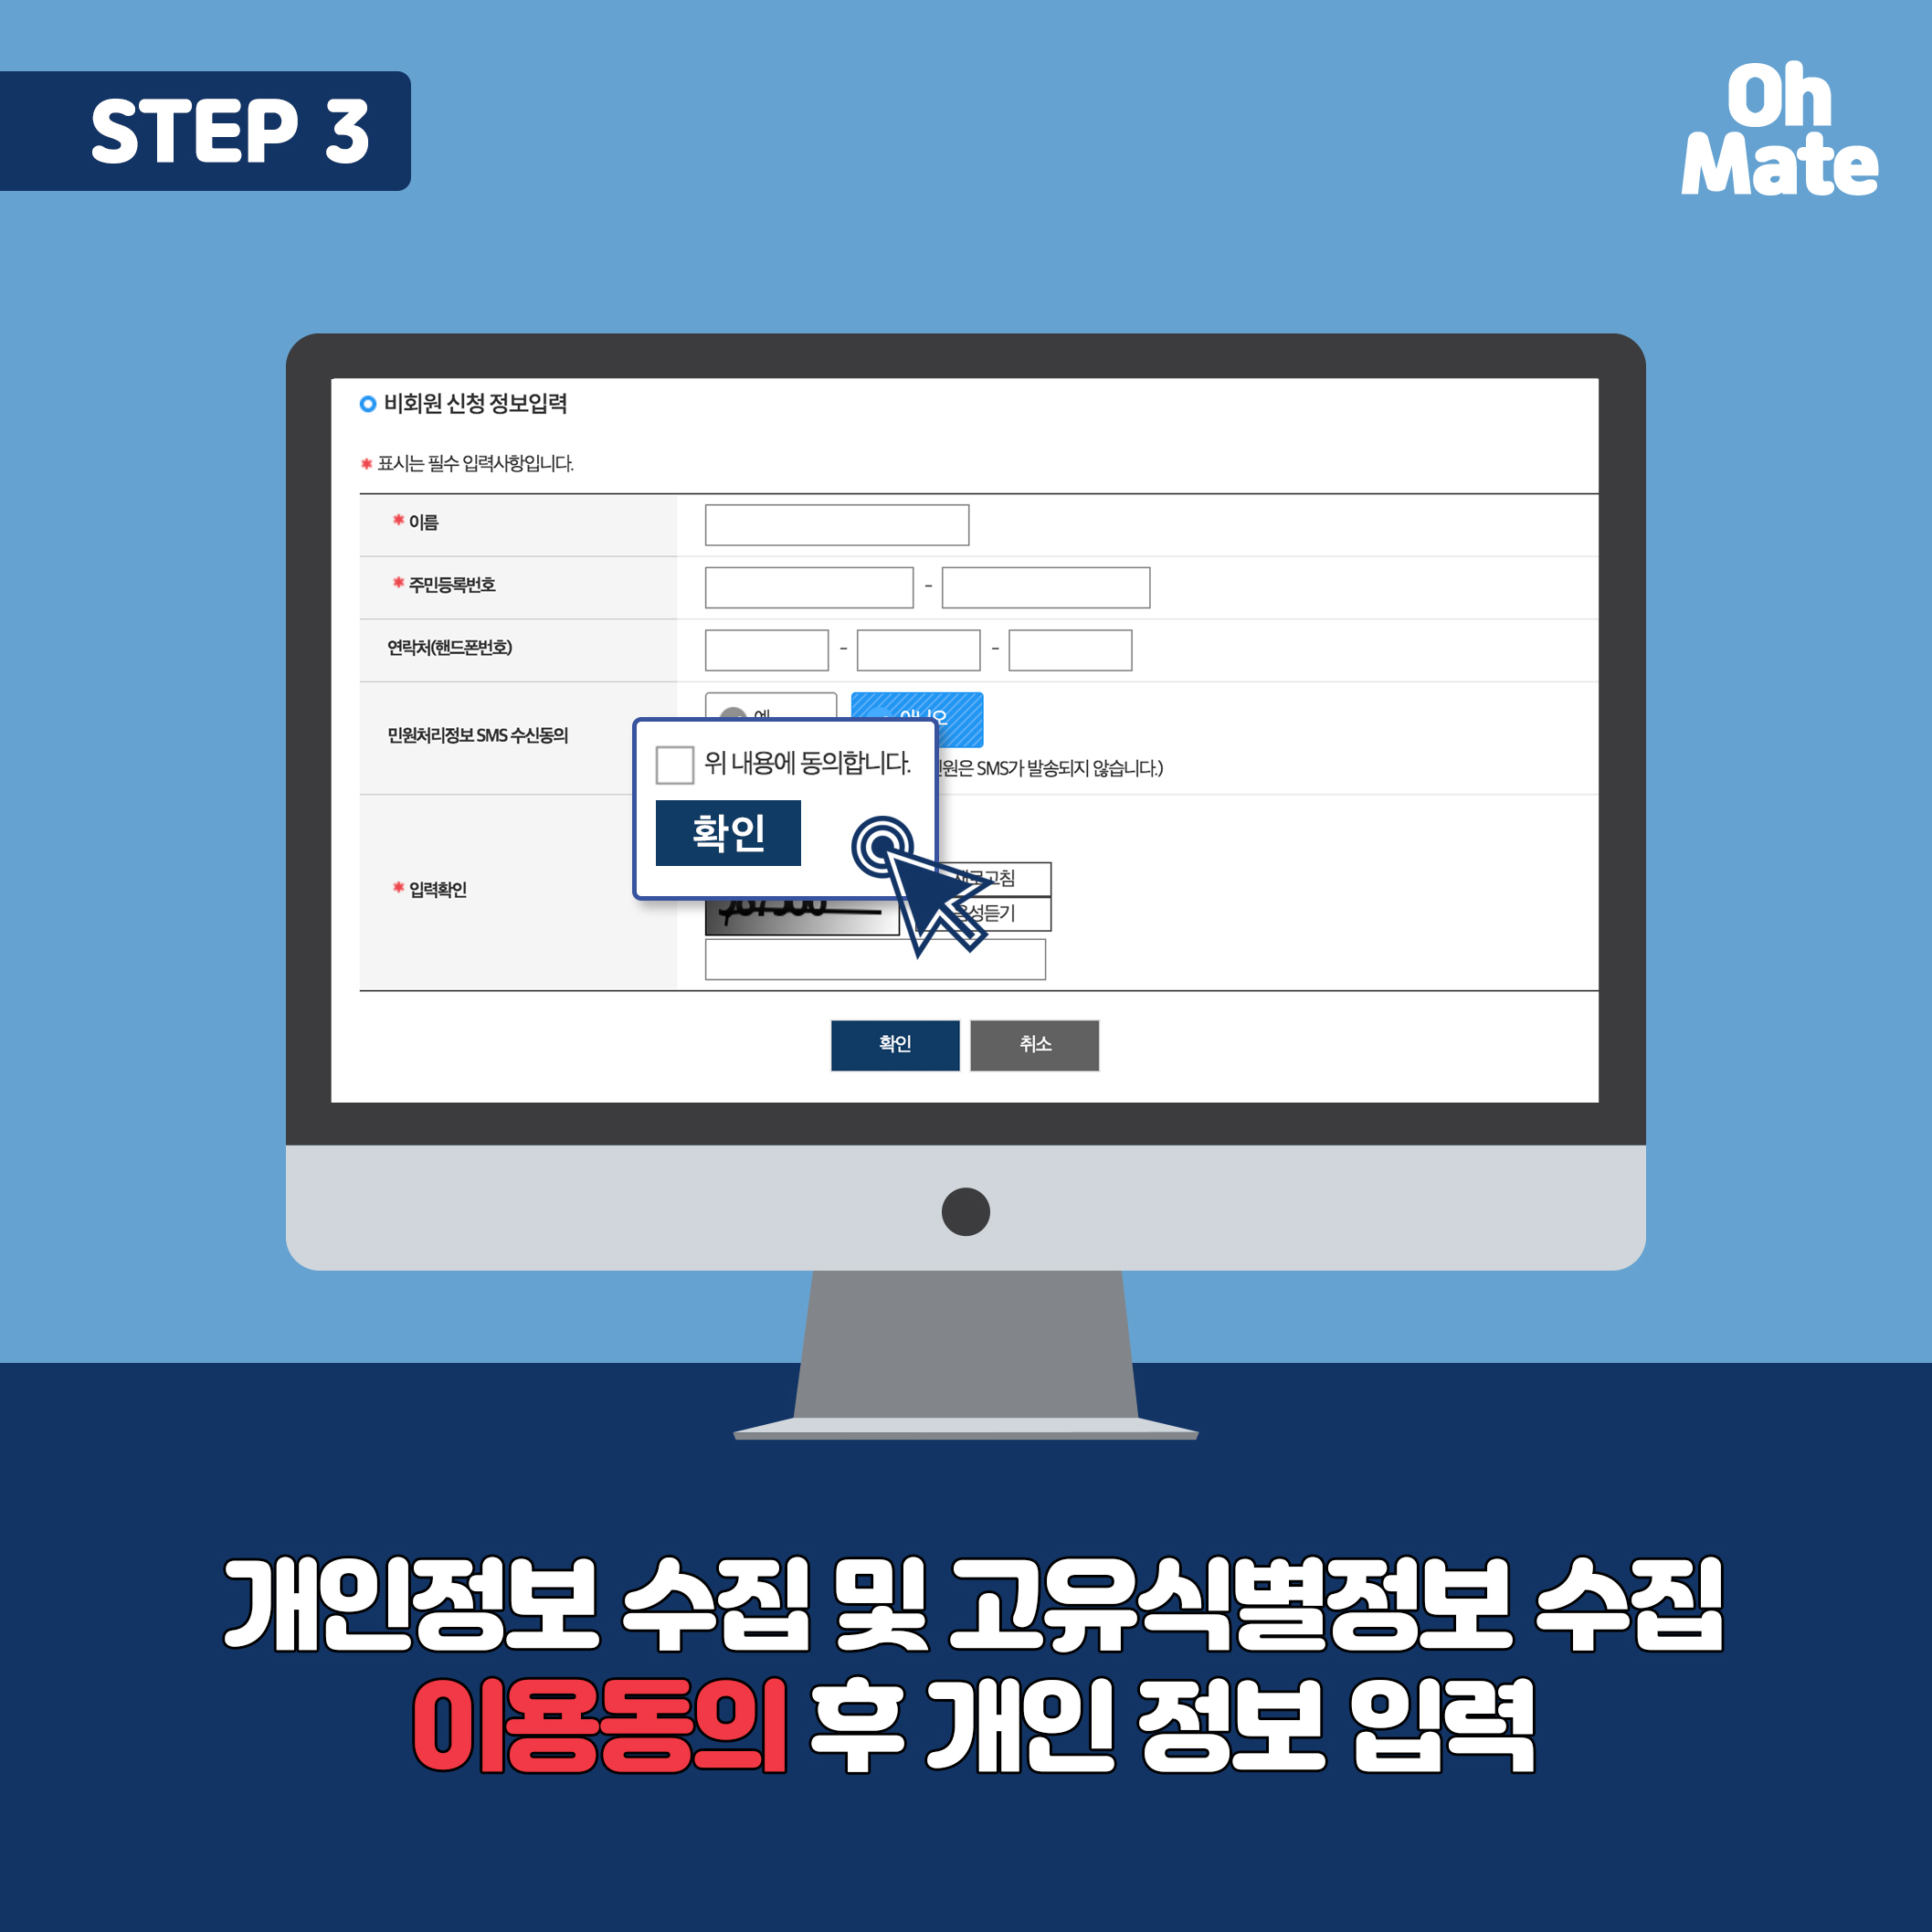 STEP 3
Oh
Mate
비회원 신청 정보입력
* 표시는 필수 입력사항입니다.
* 이름
* 주민등록번호
- 
연락처(핸드폰번호)
- -
민원처리정보 SMS 수신동의
예 아니오
SMS가 발송되지 않습니다.)
위 내용에 동의합니다.
확인
* 입력확인
새로고침
음성듣기
확인 취소
개인정보 수집 및 고유식별정보 수집
이용동의 후 개인 정보 입력